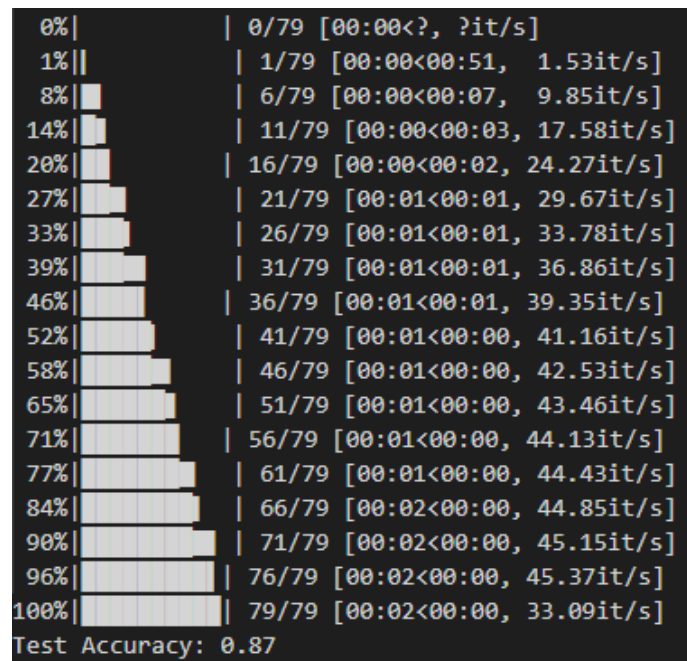 0%| | 0/79 [00:00<?, ?it/s]
1%| | 1/79 [00:00<00:51, 1.53it/s]
8%| | 6/79 [00:00<00:07, 9.85it/s]
14%| | 11/79 [00:00<00:03, 17.58it/s]
20%| | 16/79 [00:00<00:02, 24.27it/s]
27%| | 21/79 [00:01<00:01, 29.67it/s]
33%| | 26/79 [00:01<00:01, 33.78it/s]
39%| | 31/79 [00:01<00:01, 36.86it/s]
46%| | 36/79 [00:01<00:01, 39.35it/s]
52%| | 41/79 [00:01<00:00, 41.16it/s]
58%| | 46/79 [00:01<00:00, 42.53it/s]
65%| | 51/79 [00:01<00:00, 43.46it/s]
71%| | 56/79 [00:01<00:00, 44.13it/s]
77%| | 61/79 [00:01<00:00, 44.43it/s]
84%| | 66/79 [00:02<00:00, 44.85it/s]
90%| | 71/79 [00:02<00:00, 45.15it/s]
96%| | 76/79 [00:02<00:00, 45.37it/s]
100%| | 79/79 [00:02<00:00, 33.09it/s]
Test Accuracy: 0.87